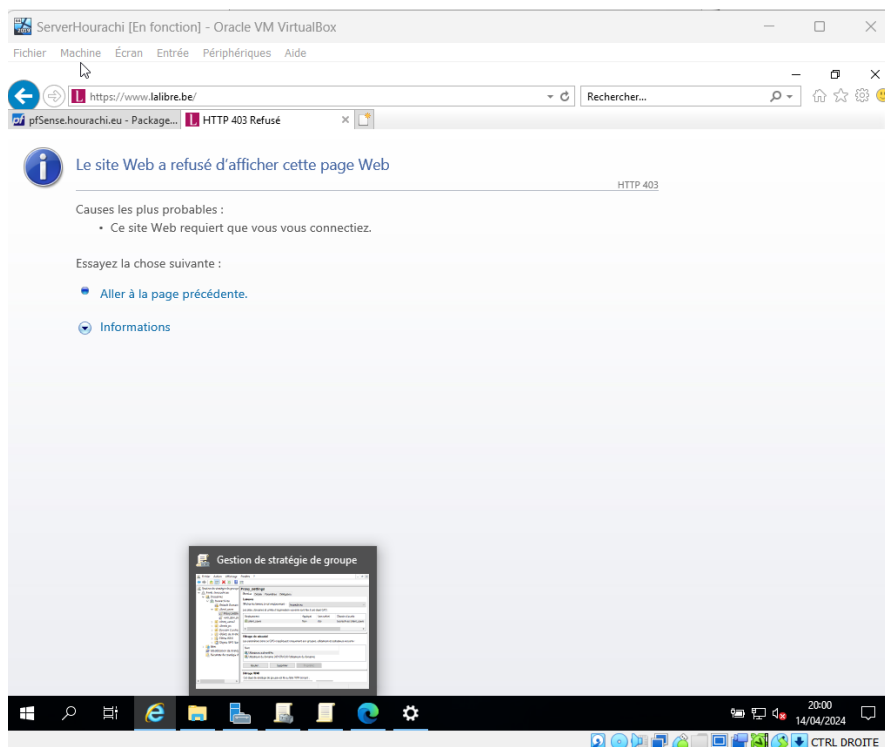 ServerHourachi [En fonction] - Oracle VM VirtualBox
Fichier Machine Écran Entrée Périphériques Aide
https://www.lalibre.be/
Rechercher...
pfSense.hourachi.eu - Package...
HTTP 403 Refusé
Le site Web a refusé d'afficher cette page Web
HTTP 403
Causes les plus probables :
• Ce site Web requiert que vous vous connectiez.
Essayez la chose suivante :
Aller à la page précédente.
Informations
Gestion de stratégie de groupe
20:00
14/04/2024
CTRL DROITE